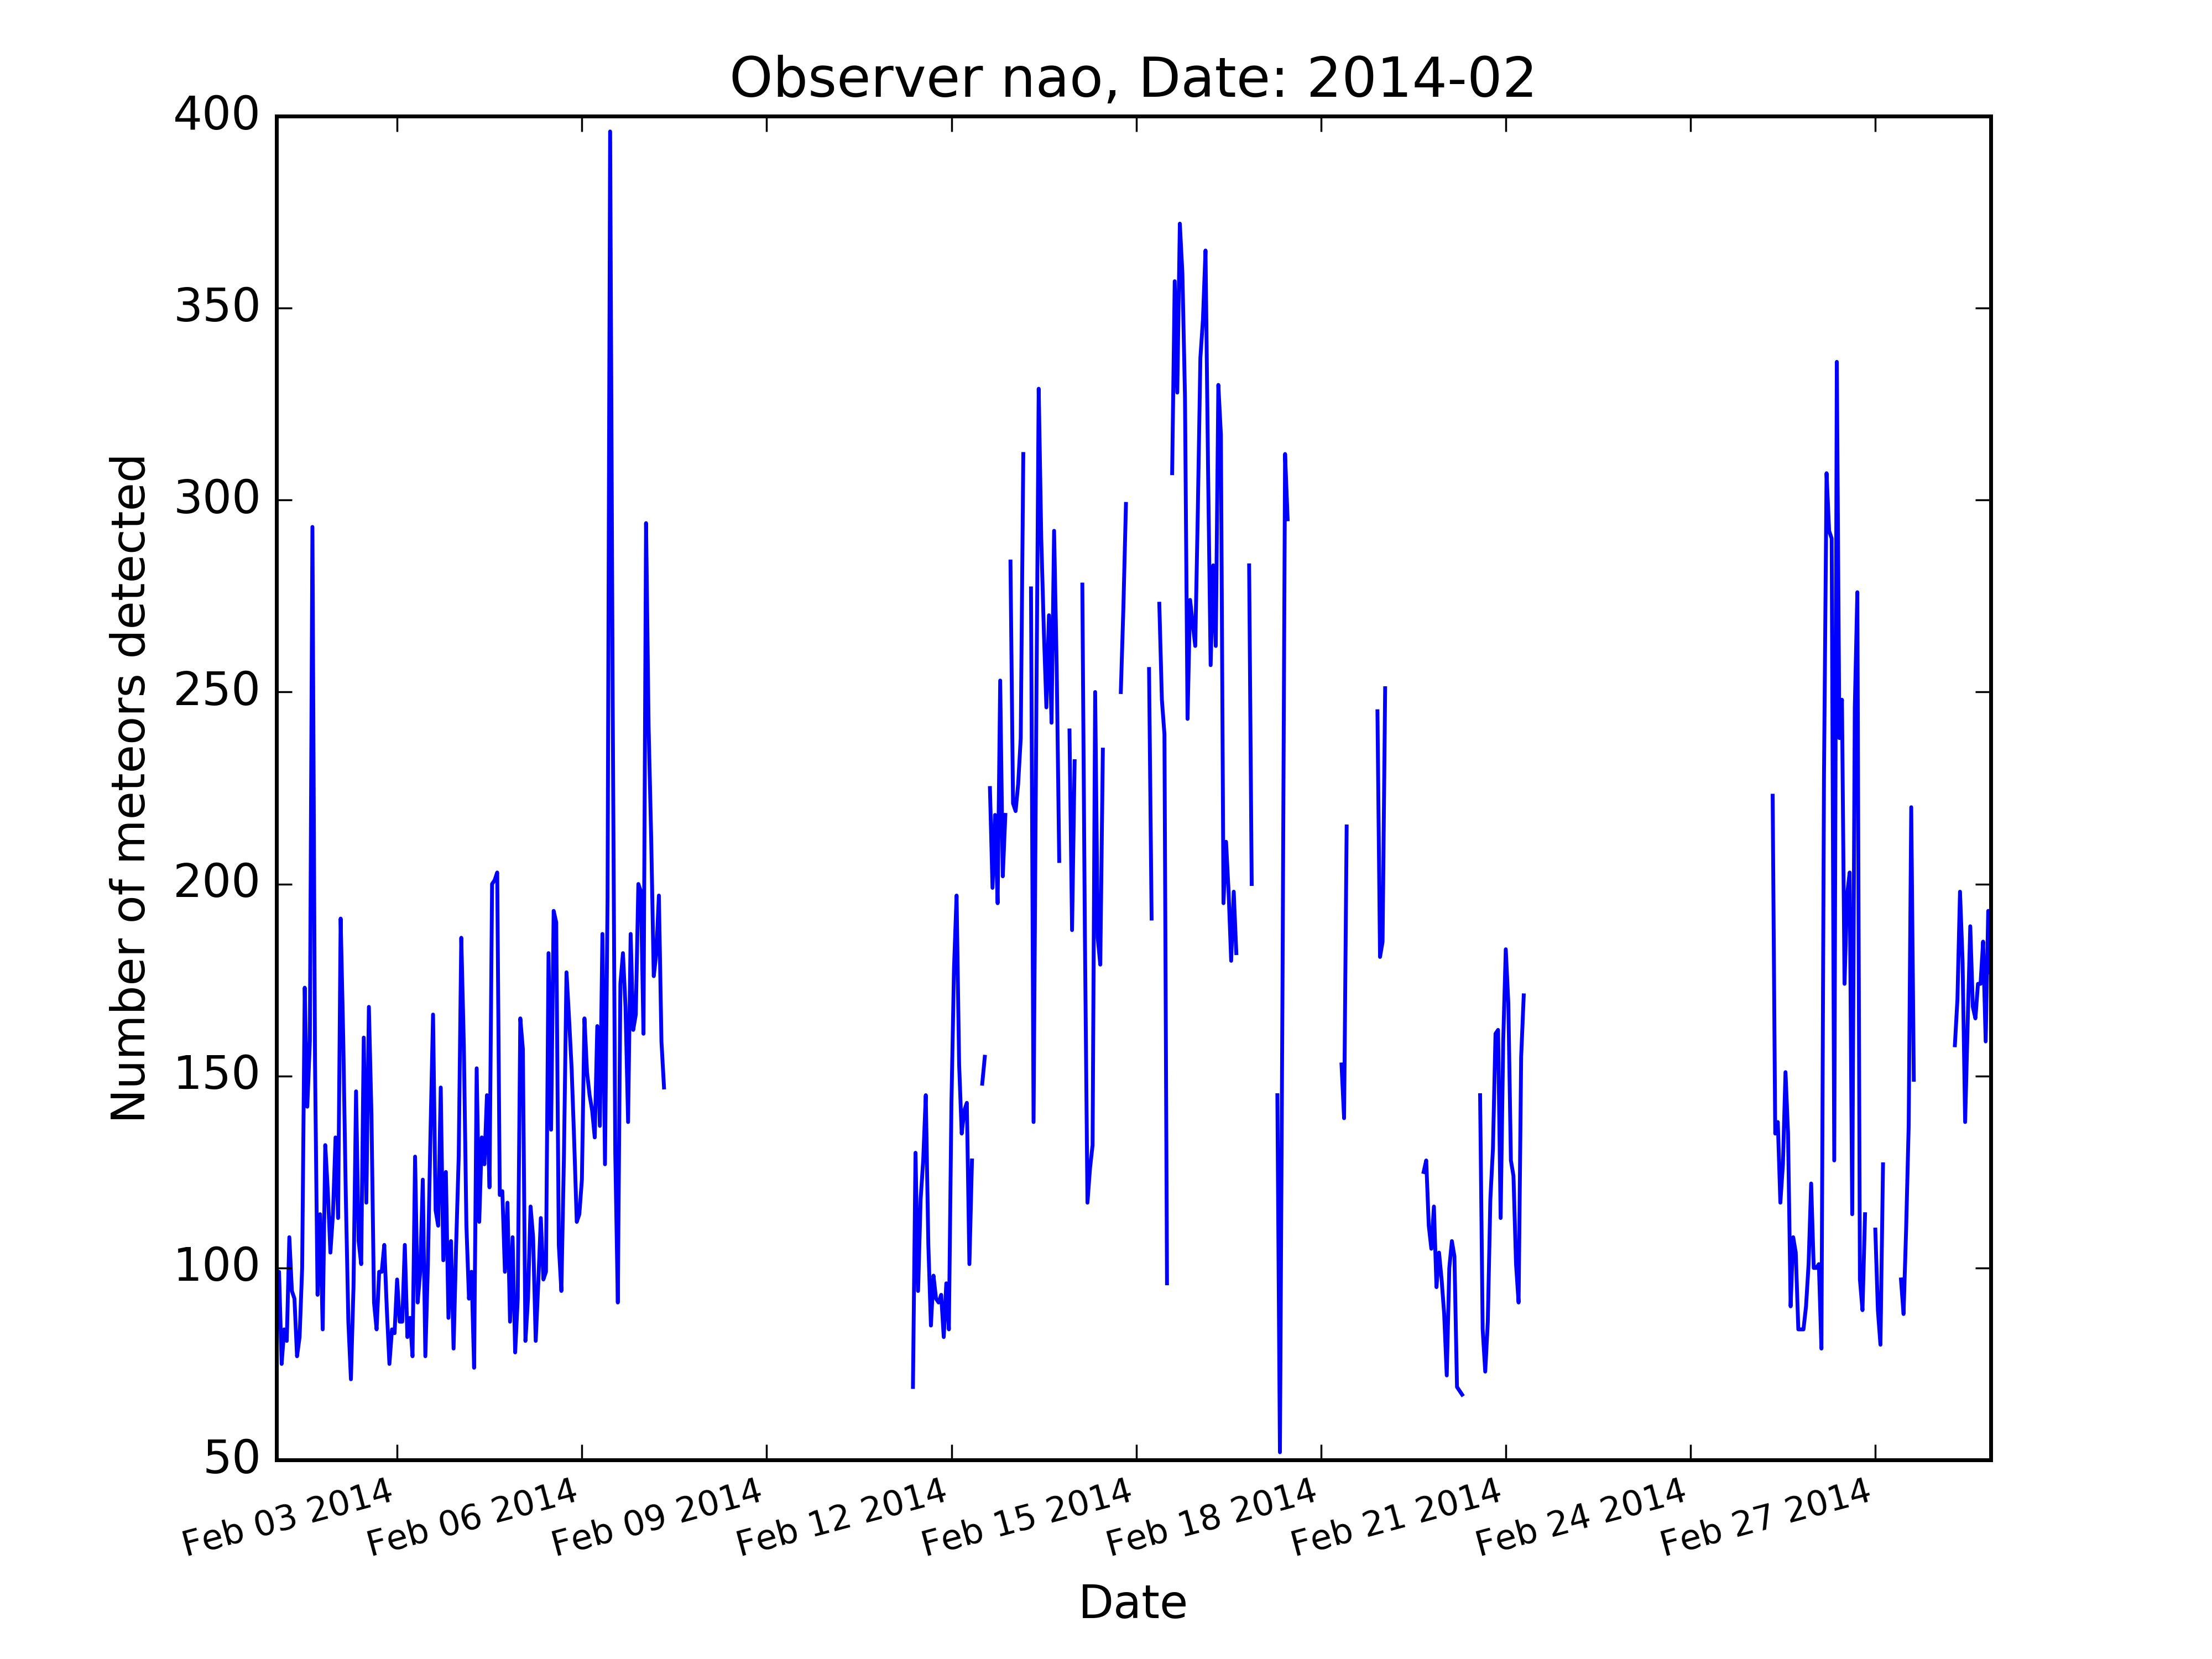 Observer nao, Date: 2014-02
400
350
300
250
200
150
100
50
Number of meteors detected
Feb 03 2014
Feb 06 2014
Feb 09 2014
Feb 12 2014
Feb 15 2014
Feb 18 2014
Feb 21 2014
Feb 24 2014
Feb 27 2014
Date